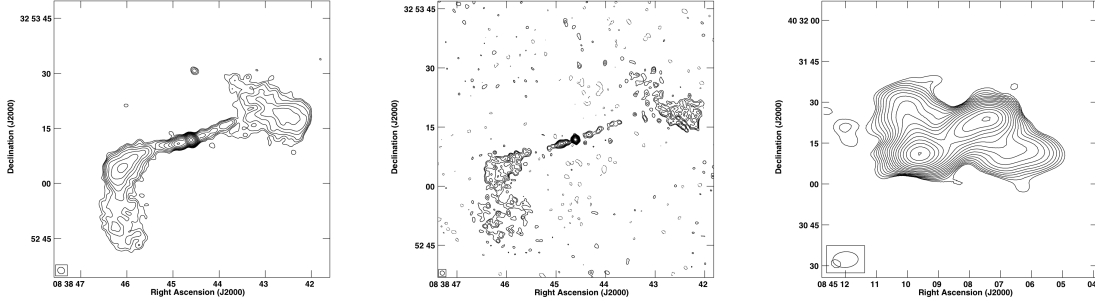 32 53 45
30
15
00
52 45
Declination (J2000)
08 38 47 46 45 44 43 42
Right Ascension (J2000)
32 53 45
30
15
00
52 45
Declination (J2000)
08 38 47 46 45 44 43 42
Right Ascension (J2000)
40 32 00
31 45
30
15
00
30 45
30
Declination (J2000)
08 45 12 11 10 09 08 07 06 05 04
Right Ascension (J2000)